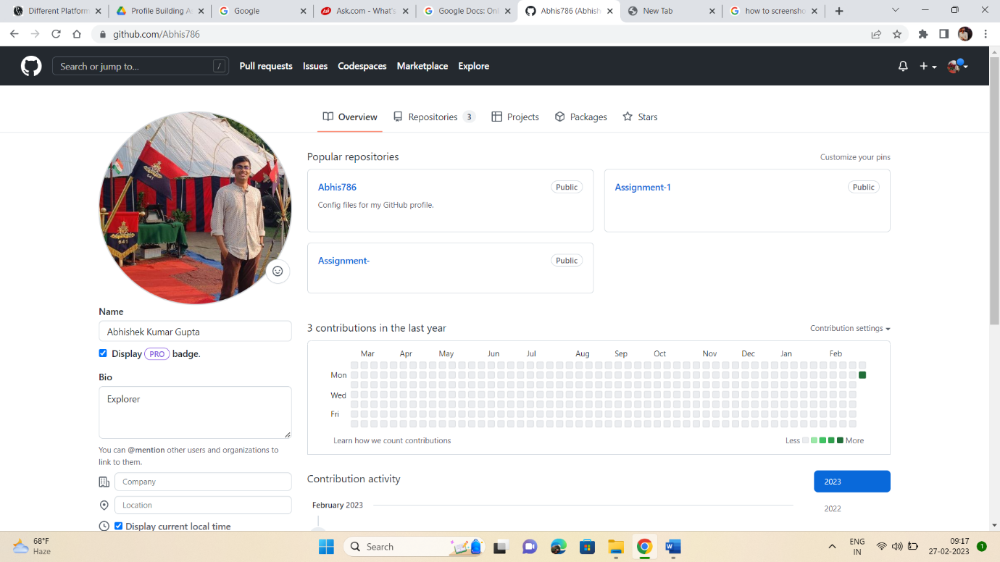 Different Platform
Profile Building As
Google
Ask.com - What's
Google Docs: Onl
Abhis786 (Abhish
New Tab
how to screensho
github.com/Abhis786
Search or jump to... /
Pull requests Issues Codespaces Marketplace Explore
Overview Repositories 3 Projects Packages Stars
Popular repositories Customize your pins
Abhis786 Public
Config files for my GitHub profile.
Assignment-1 Public
Assignment- Public
641
641
Name
Abhishek Kumar Gupta
Display PRO badge.
Bio
Explorer
You can @mention other users and organizations to
link to them.
Company
Location
Display current local time
3 contributions in the last year Contribution settings
Mar Apr May Jun Jul Aug Sep Oct Nov Dec Jan Feb
Mon
Wed
Fri
Learn how we count contributions Less More
Contribution activity
2023
February 2023
2022
68°F
Haze
Search
ENG
IN
09:17
27-02-2023
1